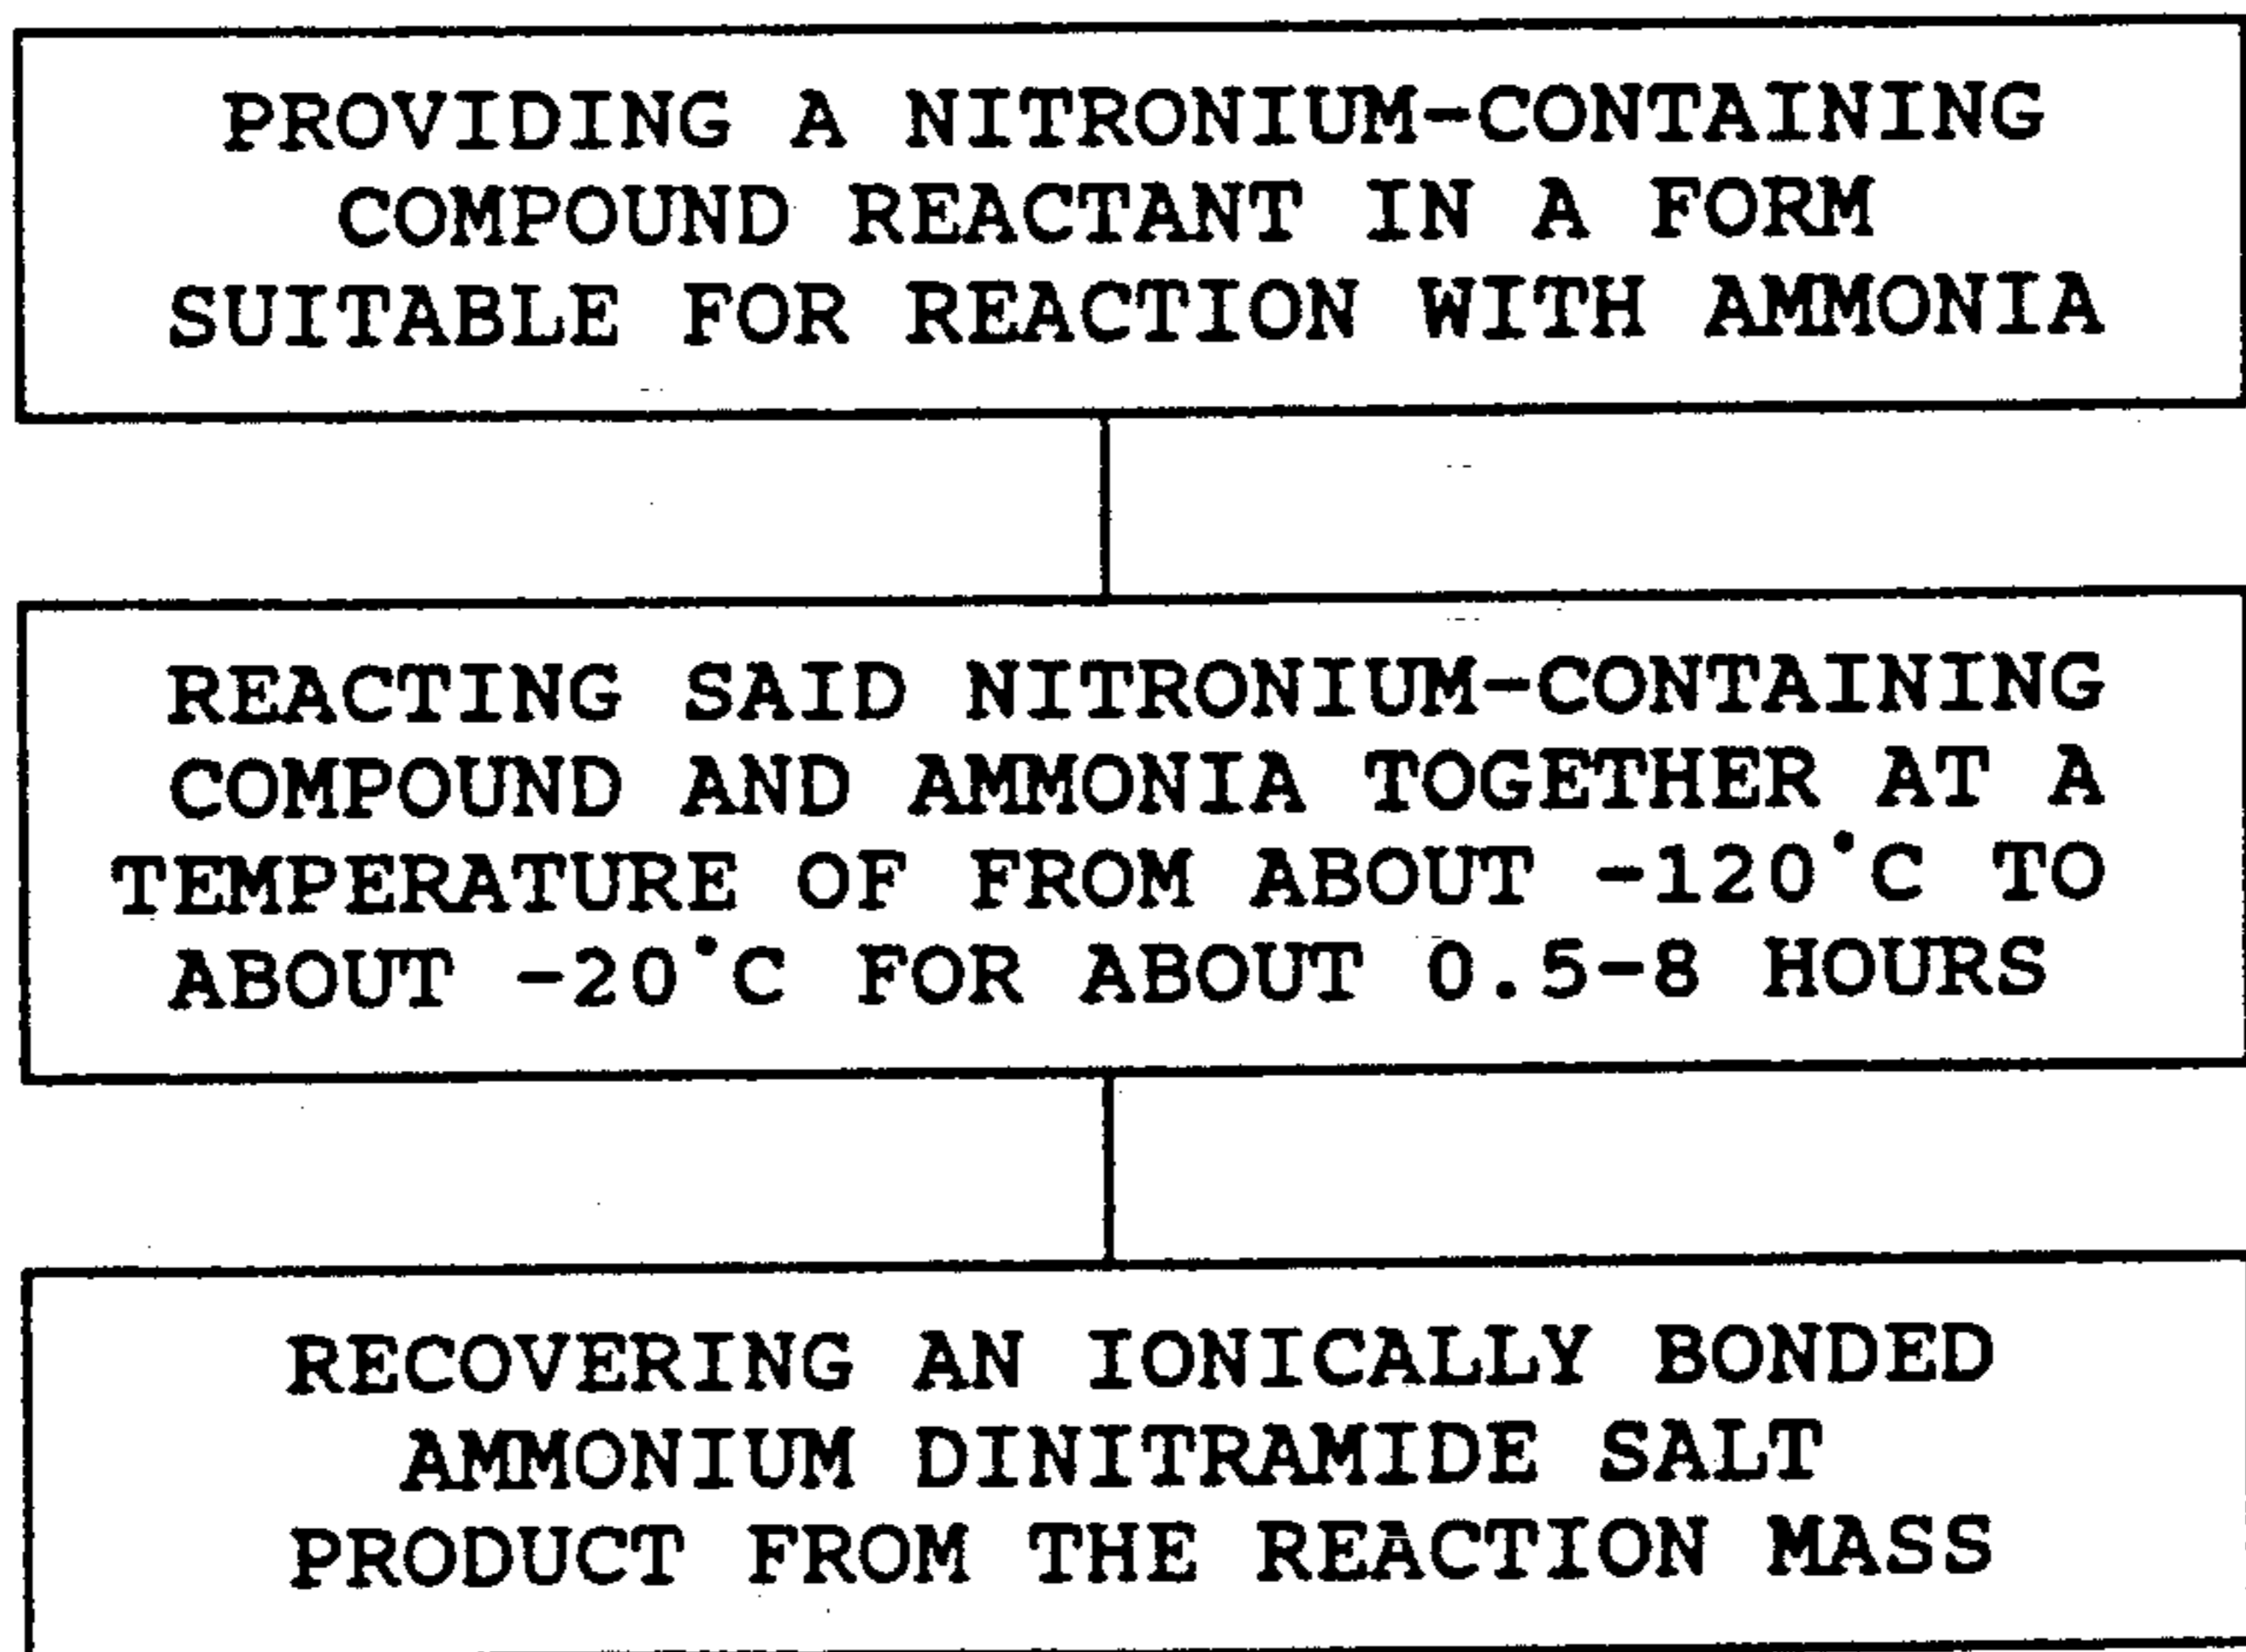 PROVIDING A NITRONIUM-CONTAINING
COMPOUND REACTANT IN A FORM
SUITABLE FOR REACTION WITH AMMONIA
REACTING SAID NITRONIUM-CONTAINING
COMPOUND AND AMMONIA TOGETHER AT A
TEMPERATURE OF FROM ABOUT -120°C TO
ABOUT -20°C FOR ABOUT 0.5-8 HOURS
RECOVERING AN IONICALLY BONDED
AMMONIUM DINITRAMIDE SALT
PRODUCT FROM THE REACTION MASS